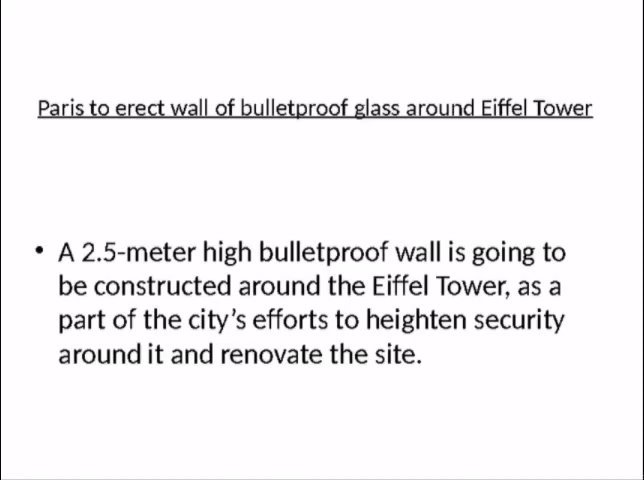 Paris to erect wall of bulletproof glass around Eiffel Tower
• A 2.5-meter high bulletproof wall is going to
be constructed around the Eiffel Tower, as a
part of the city’s efforts to heighten security
around it and renovate the site.